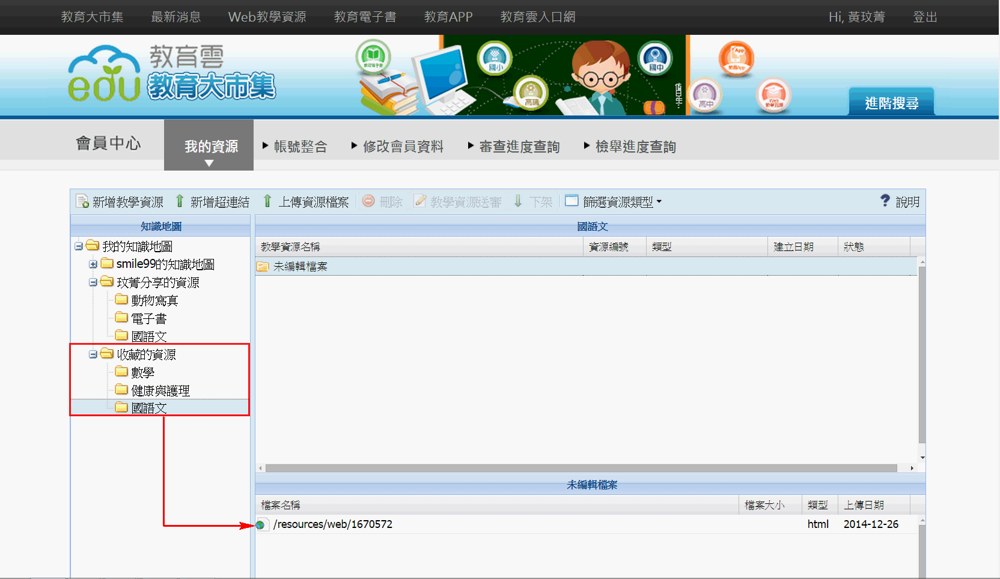 教育大市集 最新消息 Web教學資源 教育電子書 教育APP 教育雲入口網 Hi, 黃玟菁 登出
教育雲
edu 教育大市集
國小
國中
高職
高中
值日生:
App
Web
進階搜尋
會員中心 我的資源 帳號整合 修改會員資料 審查進度查詢 檢舉進度查詢
新增教學資源 新增超連結 上傳資源檔案 刪除 教學資源送審 下架 篩選資源類型 ? 說明
知識地圖
我的知識地圖
smile99的知識地圖
玟菁分享的資源
動物寫真
電子書
國語文
收藏的資源
數學
健康與護理
國語文
國語文
教學資源名稱 資源編號 類型 建立日期 狀態
未編輯檔案
未編輯檔案
檔案名稱 檔案大小 類型 上傳日期
/resources/web/1670572 html 2014-12-26